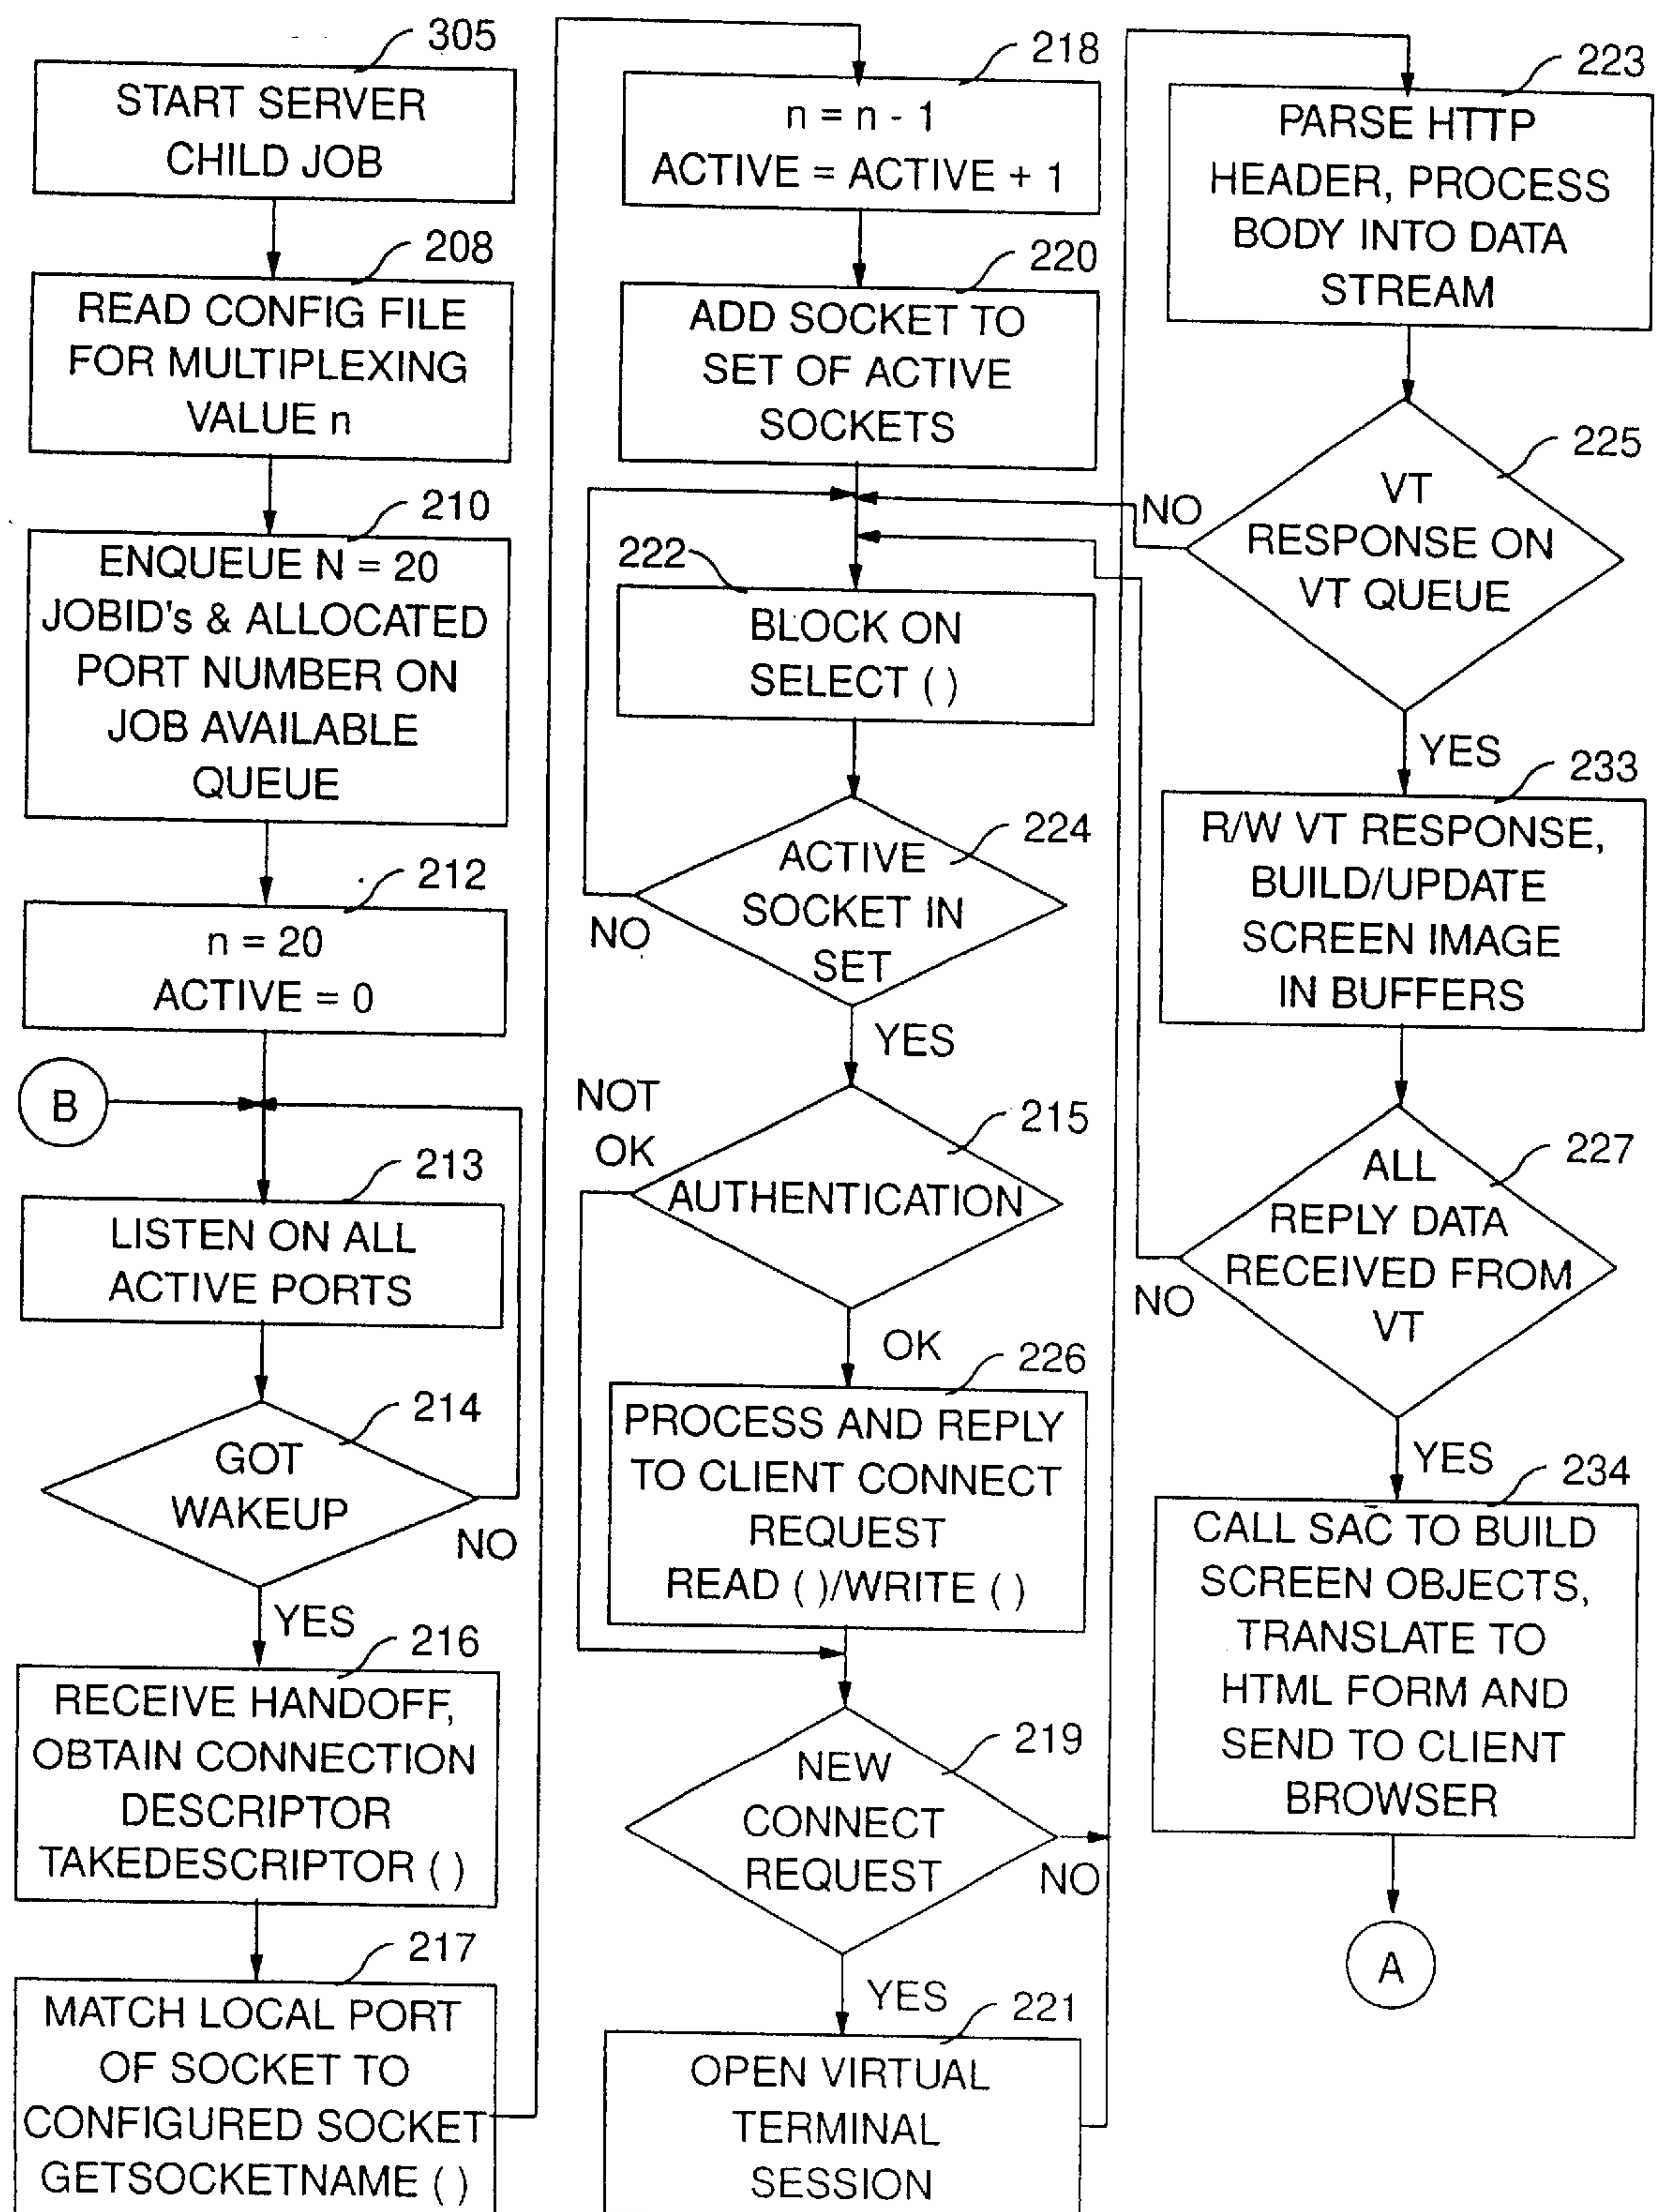 305
START SERVER
CHILD JOB
208
READ CONFIG FILE
FOR MULTIPLEXING
VALUE n
210
ENQUEUE N = 20
JOBID's & ALLOCATED
PORT NUMBER ON
JOB AVAILABLE
QUEUE
212
n = 20
ACTIVE = 0
B
213
LISTEN ON ALL
ACTIVE PORTS
214
GOT
WAKEUP
NO
YES
216
RECEIVE HANDOFF,
OBTAIN CONNECTION
DESCRIPTOR
TAKEDESCRIPTOR ( )
217
MATCH LOCAL PORT
OF SOCKET TO
CONFIGURED SOCKET
GETSOCKETNAME ( )
218
n = n - 1
ACTIVE = ACTIVE + 1
220
ADD SOCKET TO
SET OF ACTIVE
SOCKETS
222
BLOCK ON
SELECT ( )
224
ACTIVE
SOCKET IN
SET
NO
YES
NOT
OK
215
AUTHENTICATION
OK
226
PROCESS AND REPLY
TO CLIENT CONNECT
REQUEST
READ ( )/WRITE ( )
219
NEW
CONNECT
REQUEST
NO
YES
221
OPEN VIRTUAL
TERMINAL
SESSION
223
PARSE HTTP
HEADER, PROCESS
BODY INTO DATA
STREAM
225
VT
RESPONSE ON
VT QUEUE
NO
YES
233
R/W VT RESPONSE,
BUILD/UPDATE
SCREEN IMAGE
IN BUFFERS
227
ALL
REPLY DATA
RECEIVED FROM
VT
NO
YES
234
CALL SAC TO BUILD
SCREEN OBJECTS,
TRANSLATE TO
HTML FORM AND
SEND TO CLIENT
BROWSER
A